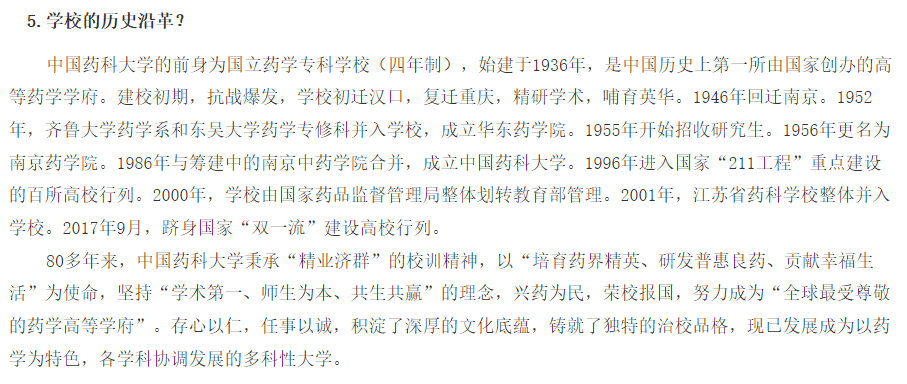 5.学校的历史沿革？
中国药科大学的前身为国立药学专科学校（四年制），始建于1936年，是中国历史上第一所由国家创办的高
等药学学府。建校初期，抗战爆发，学校初迁汉口，复迁重庆，精研学术，哺育英华。1946年回迁南京。1952
年，齐鲁大学药学系和东吴大学药学专修科并入学校，成立华东药学院。1955年开始招收研究生。1956年更名为
南京药学院。1986年与筹建中的南京中药学院合并，成立中国药科大学。1996年进入国家“211工程”重点建设
的百所高校行列。2000年，学校由国家药品监督管理局整体划转教育部管理。2001年，江苏省药科学校整体并入
学校。2017年9月，跻身国家“双一流”建设高校行列。
80多年来，中国药科大学秉承“精业济群”的校训精神，以“培育药界精英、研发普惠良药、贡献幸福生
活”为使命，坚持“学术第一、师生为本、共生共赢”的理念，兴药为民，荣校报国，努力成为“全球最受尊敬
的药学高等学府”。存心以仁，任事以诚，积淀了深厚的文化底蕴，铸就了独特的治校品格，现已发展成为以药
学为特色，各学科协调发展的多科性大学。